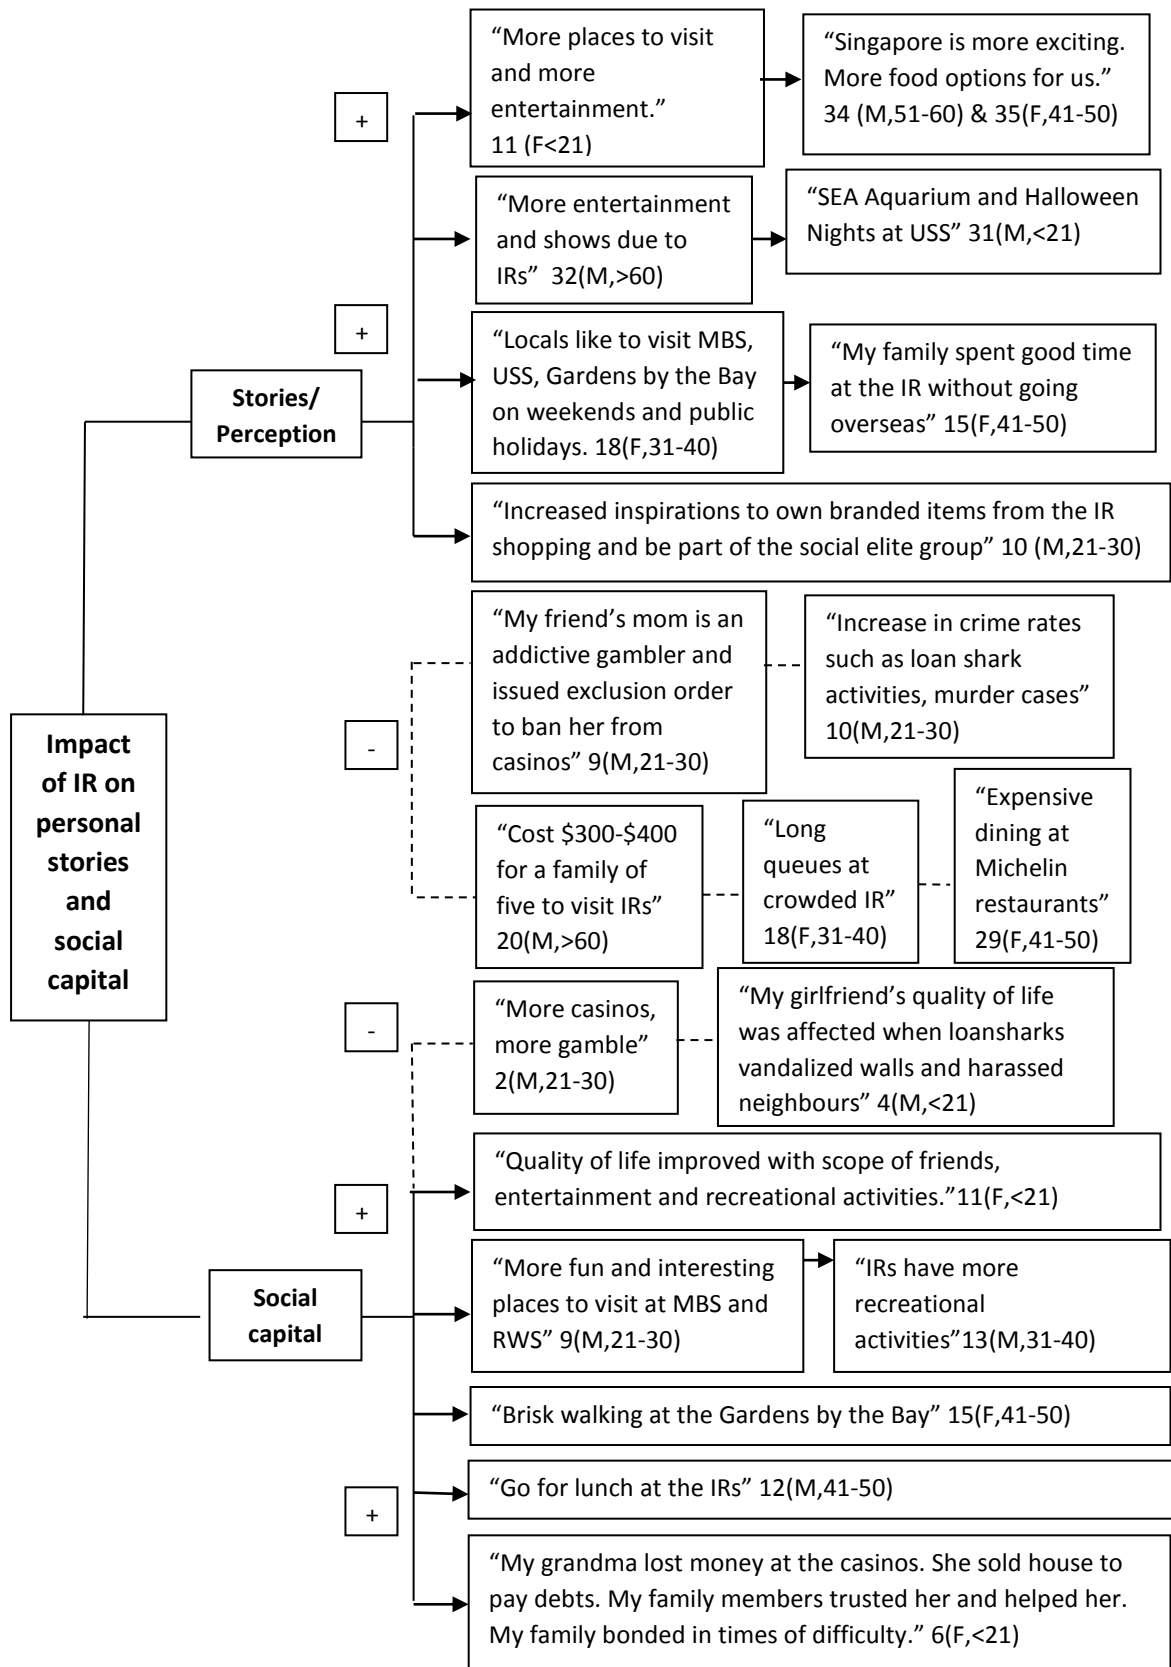 “More places to visit
and more
entertainment.”
11 (F<21)
“Singapore is more exciting.
More food options for us.”
34 (M,51-60) & 35(F,41-50)
+
“More entertainment
and shows due to
IRs”  32(M,>60)
“SEA Aquarium and Halloween
Nights at USS” 31(M,<21)
+
“Locals like to visit MBS,
USS, Gardens by the Bay
on weekends and public
holidays. 18(F,31-40)
“My family spent good time
at the IR without going
overseas” 15(F,41-50)
Stories/
Perception
“Increased inspirations to own branded items from the IR
shopping and be part of the social elite group” 10 (M,21-30)
“My friend’s mom is an
addictive gambler and
issued exclusion order
to ban her from
casinos” 9(M,21-30)
“Increase in crime rates
such as loan shark
activities, murder cases”
10(M,21-30)
-
Impact
of IR on
personal
stories
and
social
capital
“Cost $300-$400
for a family of
five to visit IRs”
20(M,>60)
“Long
queues at
crowded IR”
18(F,31-40)
“Expensive
dining at
Michelin
restaurants”
29(F,41-50)
-
“More casinos,
more gamble”
2(M,21-30)
“My girlfriend’s quality of life
was affected when loansharks
vandalized walls and harassed
neighbours” 4(M,<21)
+
“Quality of life improved with scope of friends,
entertainment and recreational activities.”11(F,<21)
Social
capital
“More fun and interesting
places to visit at MBS and
RWS” 9(M,21-30)
“IRs have more
recreational
activities”13(M,31-40)
“Brisk walking at the Gardens by the Bay” 15(F,41-50)
“Go for lunch at the IRs” 12(M,41-50)
+
“My grandma lost money at the casinos. She sold house to
pay debts. My family members trusted her and helped her.
My family bonded in times of difficulty.” 6(F,<21)